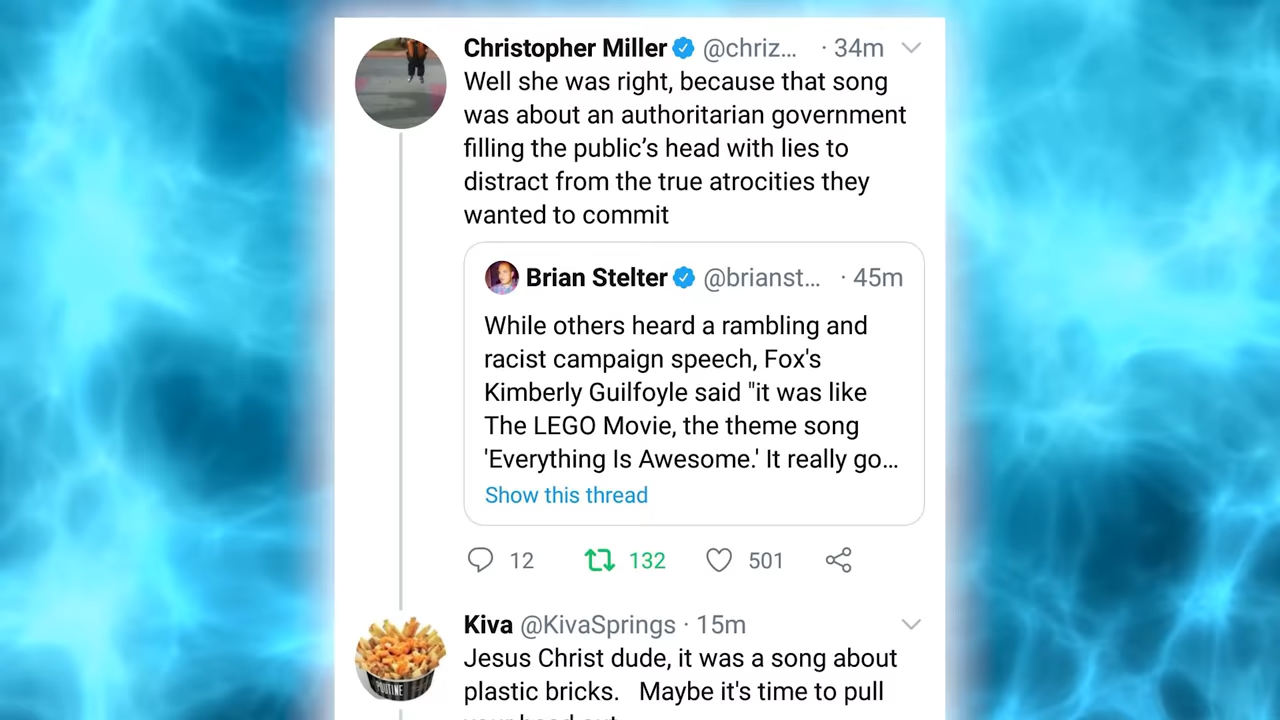 Christopher Miller @chriz... · 34m
Well she was right, because that song
was about an authoritarian government
filling the public’s head with lies to
distract from the true atrocities they
wanted to commit
Brian Stelter @brianst... · 45m
While others heard a rambling and
racist campaign speech, Fox's
Kimberly Guilfoyle said "it was like
The LEGO Movie, the theme song
'Everything Is Awesome.' It really go...
Show this thread
12 132 501
Kiva @KivaSprings · 15m
POUTINE
Jesus Christ dude, it was a song about
plastic bricks. Maybe it's time to pull
your head out